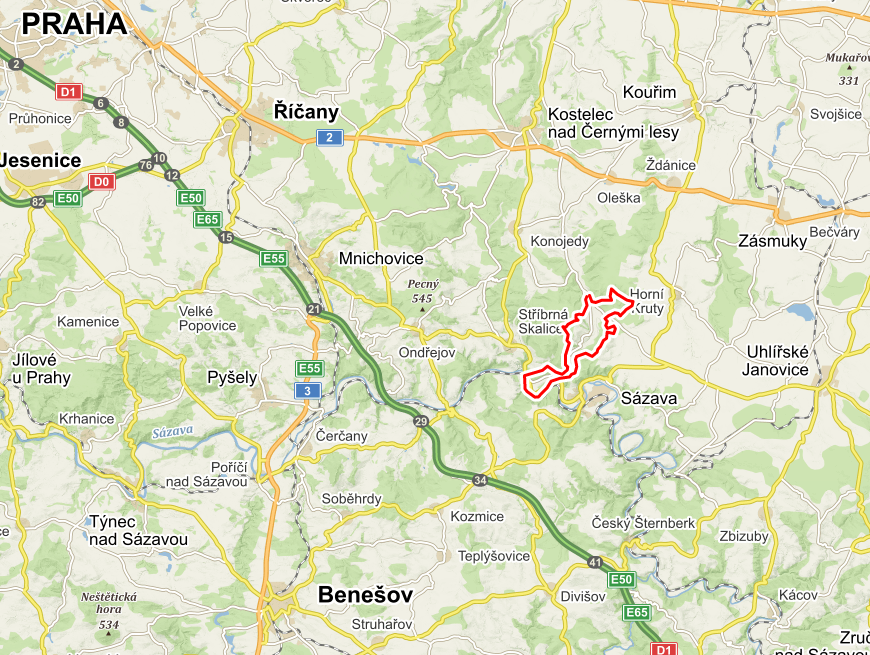 PRAHA
Mukařov
331
2
D1
6
Průhonice
8
Říčany
2
Kouřim
Kostelec
nad Černými lesy
Svojšice
Jesenice
10
76
12
Ždánice
D0
82
E50
E50
E65
Oleška
15
Bečváry
Zásmuky
Konojedy
E55
Mnichovice
Pecný
545
Horní
Kruty
21
Velké
Popovice
Kamenice
Stříbrná
Skalice
Ondřejov
Uhlířské
Janovice
Jílové
u Prahy
E55
Pyšely
3
Sázava
Krhanice
29
Sázava
Čerčany
Poříčí
nad Sázavou
34
Soběhrdy
Kozmice
Týnec
nad Sázavou
Český Šternberk
Zbizuby
Teplýšovice
41
E50
Neštětická
hora
534
Benešov
Divišov
Kácov
E65
Struhařov
D1